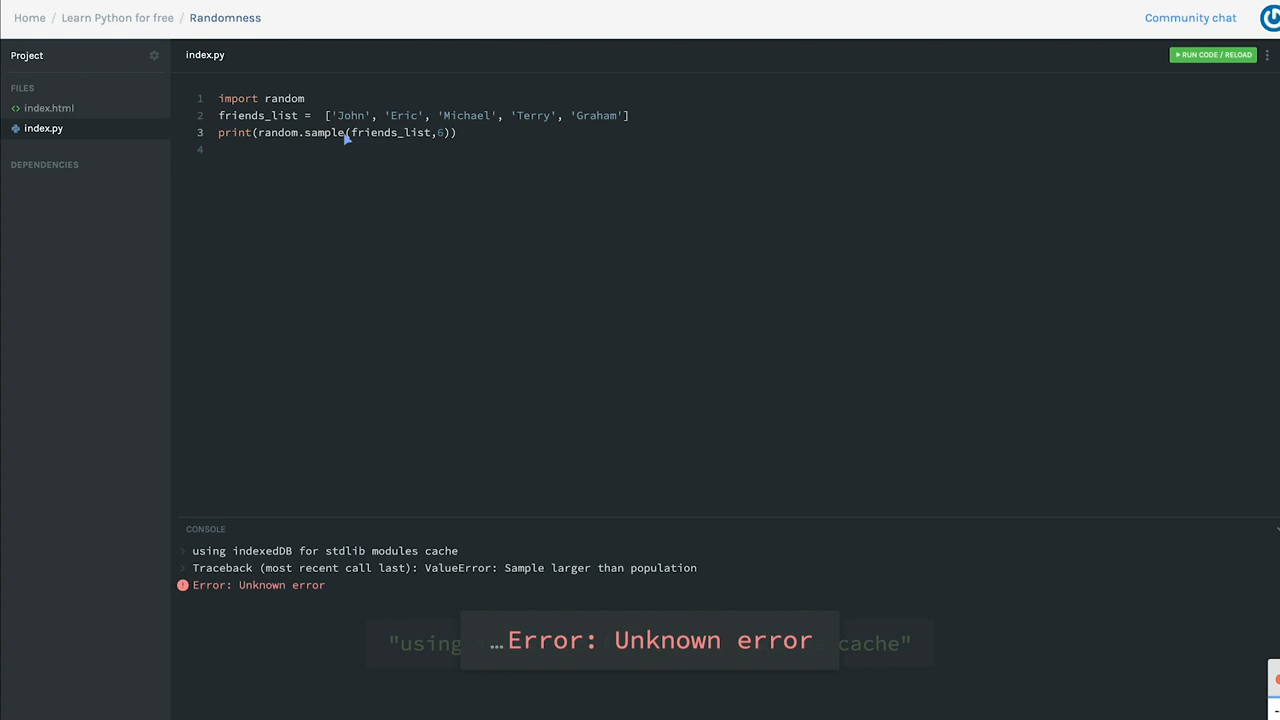 Home / Learn Python for free / Randomness
Community chat
Project
index.py
RUN CODE / RELOAD
FILES
index.html
index.py
DEPENDENCIES
1 import random
2 friends_list =  ['John', 'Eric', 'Michael', 'Terry', 'Graham']
3 print(random.sample(friends_list,6))
4
CONSOLE
using indexedDB for stdlib modules cache
Traceback (most recent call last): ValueError: Sample larger than population
Error: Unknown error
"using
…Error: Unknown error
cache"